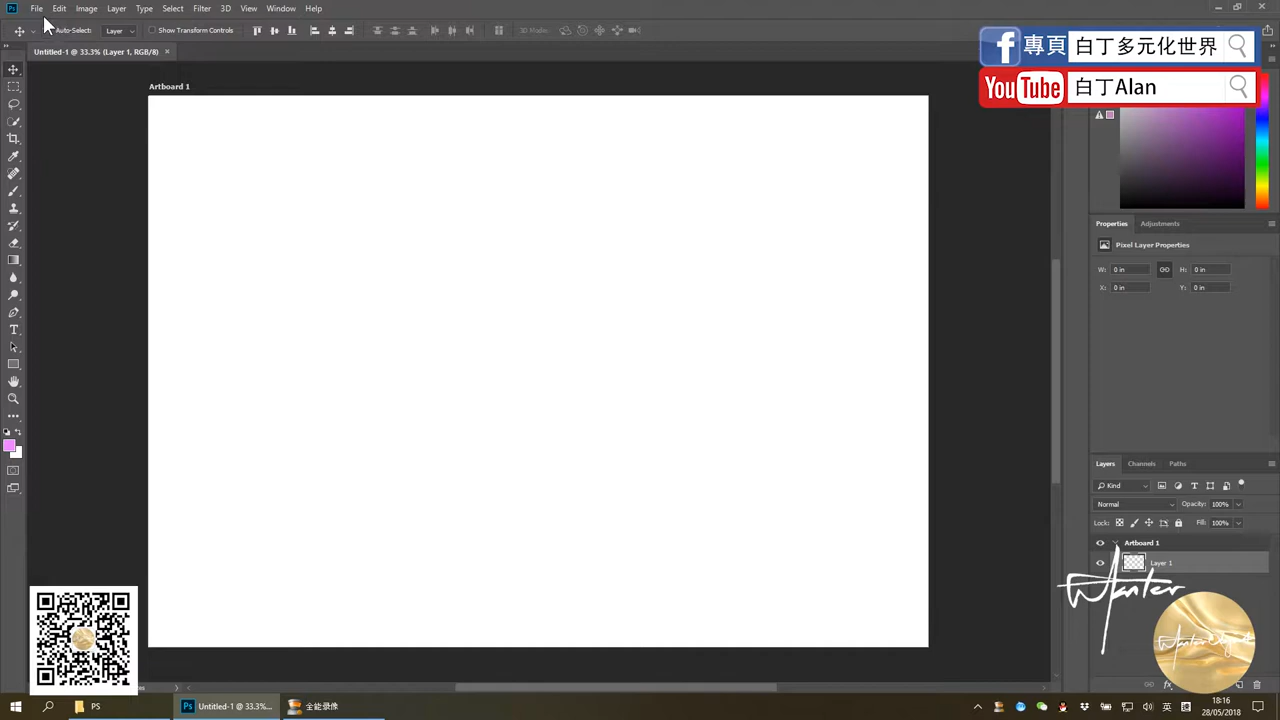 File Edit Image Layer Type Select Filter 3D View Window Help
Auto-Select: Layer Show Transform Controls 3D Mode:
Untitled-1 @ 33.3% (Layer 1, RGB/8) ×
Artboard 1
專頁 白丁多元化世界
YouTube 白丁Alan
Properties Adjustments
Pixel Layer Properties
W: 0 in H: 0 in
X: 0 in Y: 0 in
Layers Channels Paths
Kind
Normal Opacity: 100%
Lock: Fill: 100%
Artboard 1
Layer 1
PS Untitled-1 @ 33.3%... 全能录像
英
18:16
28/05/2018